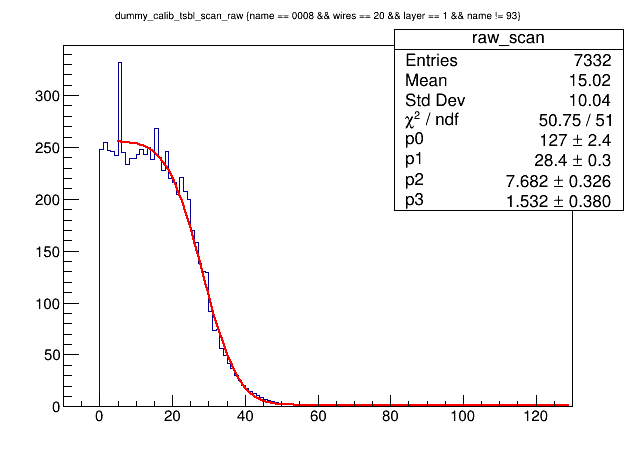 dummy_calib_tsbl_scan_raw {name == 0008 && wires == 20 && layer == 1 && name != 93}
raw_scan
Entries 7332
Mean 15.02
Std Dev 10.04
χ² / ndf 50.75 / 51
p0 127 ± 2.4
p1 28.4 ± 0.3
p2 7.682 ± 0.326
p3 1.532 ± 0.380
300
250
200
150
100
50
0
0 20 40 60 80 100 120